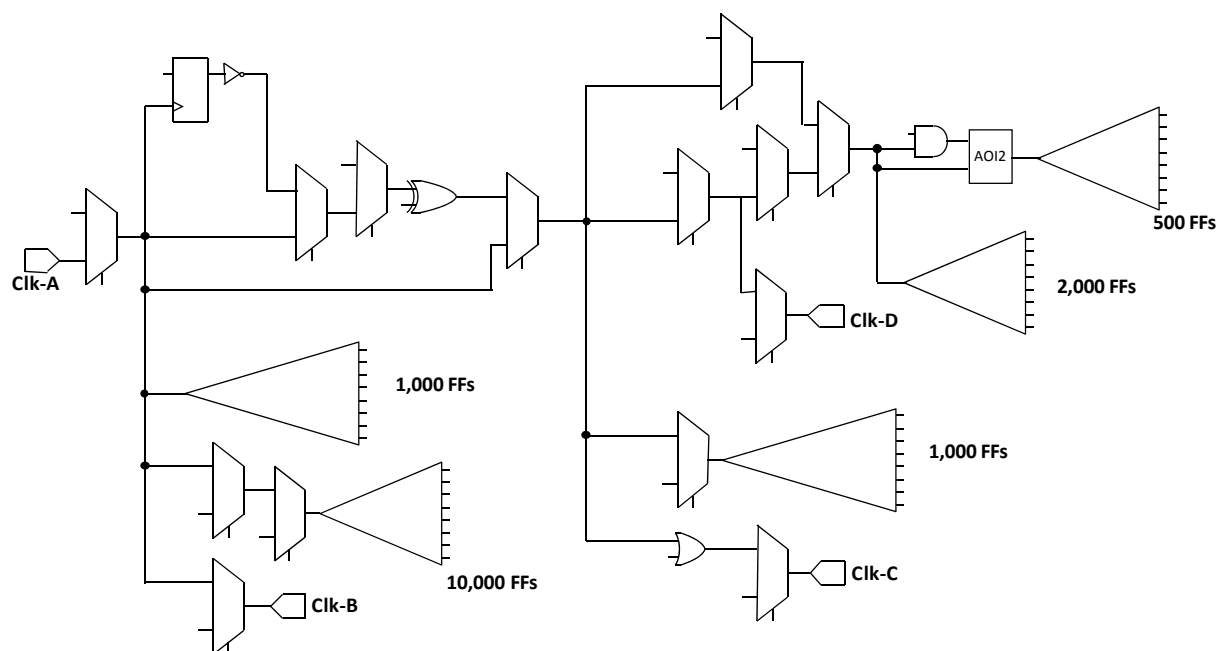 AOI2
500 FFs
Clk-A
2,000 FFs
Clk-D
1,000 FFs
1,000 FFs
10,000 FFs
Clk-C
Clk-B